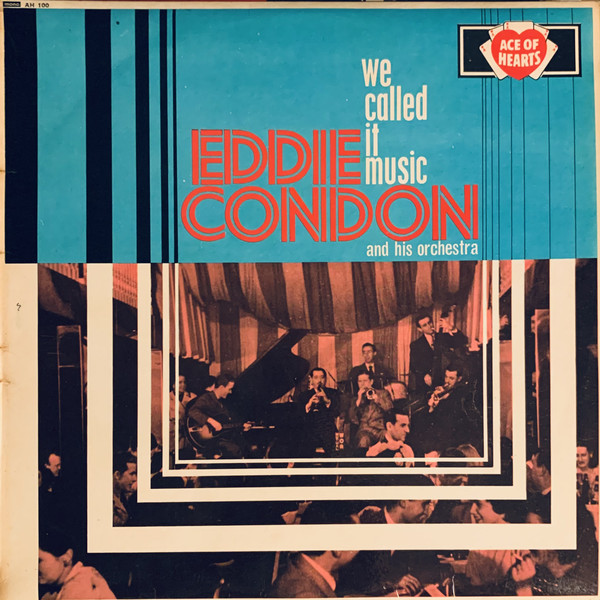 mono AH 100
ACE OF
HEARTS
we
called
it
music
EDDIE
CONDON
and his orchestra